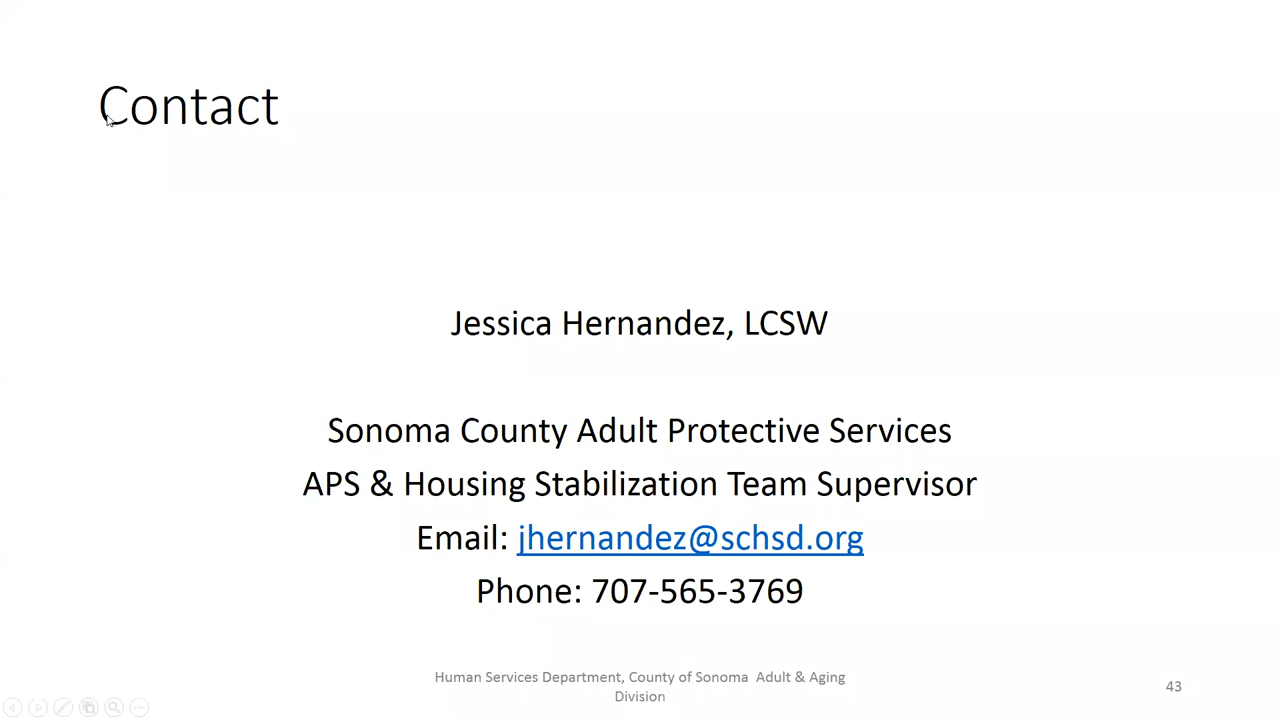 Contact
Jessica Hernandez, LCSW
Sonoma County Adult Protective Services
APS & Housing Stabilization Team Supervisor
Email: jhernandez@schsd.org
Phone: 707-565-3769
Human Services Department, County of Sonoma  Adult & Aging
Division
43